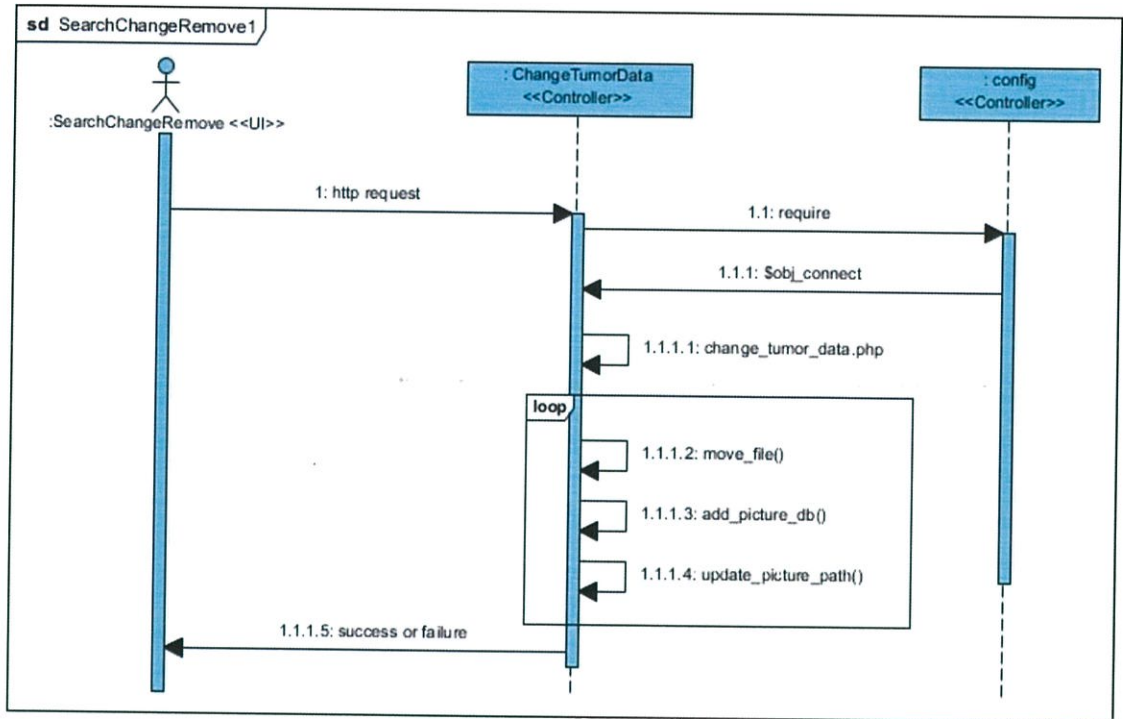 sd SearchChangeRemove1
: ChangeTumorData
<<Controller>>
: config
<<Controller>>
:SearchChangeRemove <<UI>>
1: http request
1.1: require
1.1.1: $obj_connect
1.1.1.1: change_tumor_data.php
loop
1.1.1.2: move_file()
1.1.1.3: add_picture_db()
1.1.1.4: update_picture_path()
1.1.1.5: success or failure